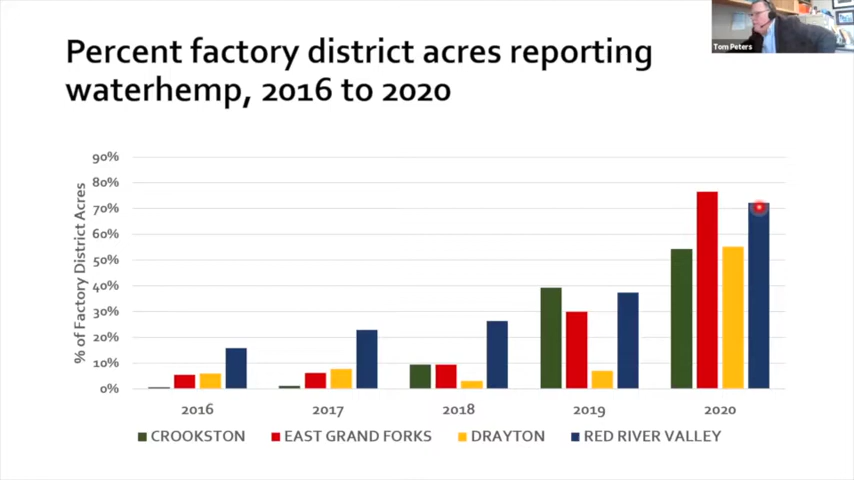 Tom Peters
Percent factory district acres reporting
waterhemp, 2016 to 2020
% of Factory District Acres
90%
80%
70%
60%
50%
40%
30%
20%
10%
0%
2016 2017 2018 2019 2020
CROOKSTON EAST GRAND FORKS DRAYTON RED RIVER VALLEY